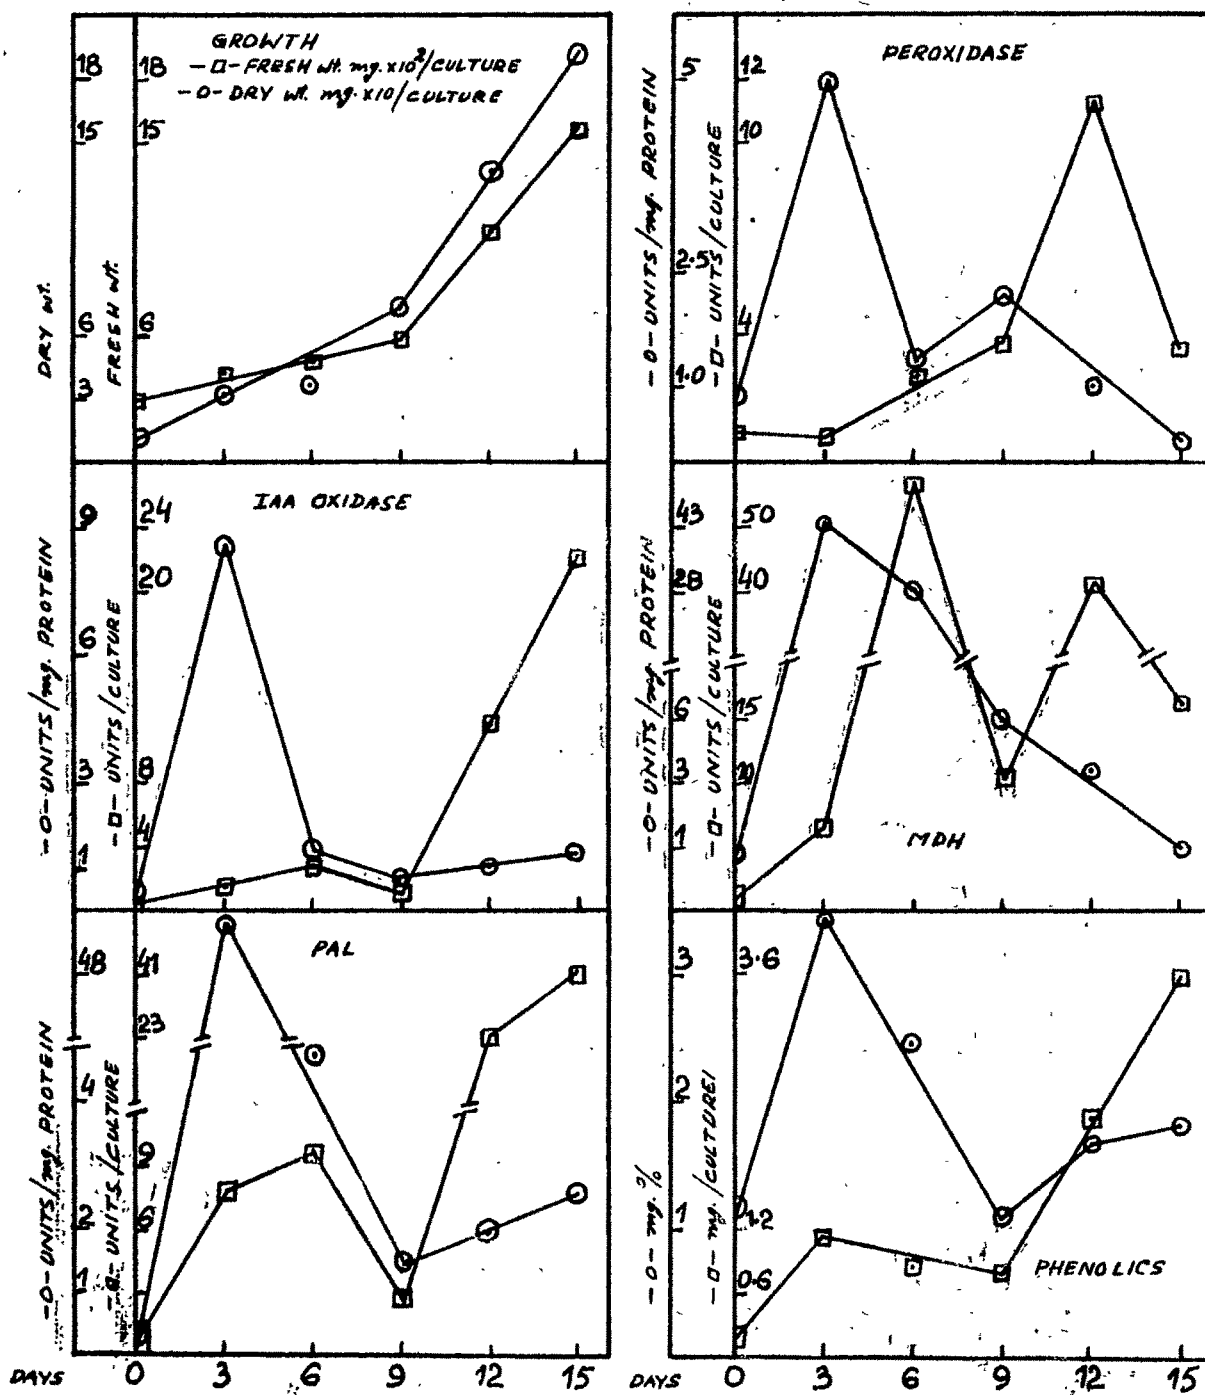 GROWTH
-□- FRESH wt. mg. x10²/CULTURE
-O- DRY wt. mg. x10/CULTURE
18
15
6
3
DRY wt.
18
15
6
FRESH wt.
PEROXIDASE
5
2.5
1.0
-O- UNITS/mg. PROTEIN
12
10
4
-□- UNITS/CULTURE
IAA OXIDASE
9
6
3
1
-O- UNITS/mg. PROTEIN
24
20
8
4
-□- UNITS/CULTURE
MDH
43
28
6
3
1
-O- UNITS/mg PROTEIN
50
40
15
-□- UNITS/CULTURE
PAL
48
4
2
1
-O- UNITS/mg. PROTEIN
41
23
9
6
-□- UNITS/CULTURE
PHENOLICS
3
2
1
-O- mg. %
3.6
1.2
0.6
-□- mg./CULTURE
DAYS 0 3 6 9 12 15
DAYS 0 3 6 9 12 15